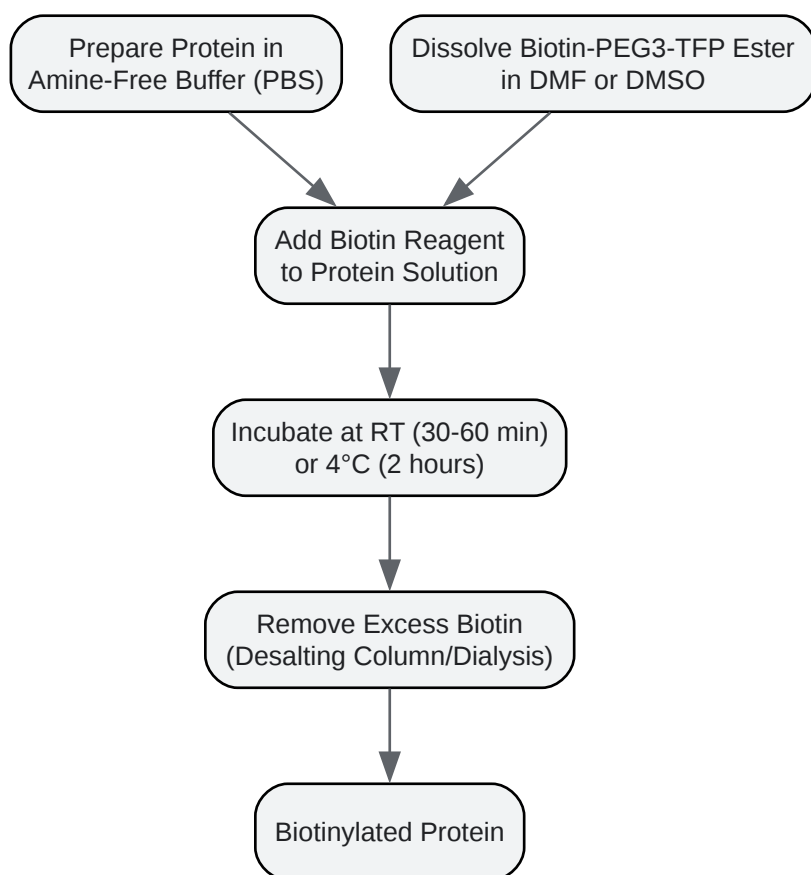 Prepare Protein in
Amine-Free Buffer (PBS)
Dissolve Biotin-PEG3-TFP Ester
in DMF or DMSO
Add Biotin Reagent
to Protein Solution
Incubate at RT (30-60 min)
or 4°C (2 hours)
Remove Excess Biotin
(Desalting Column/Dialysis)
Biotinylated Protein